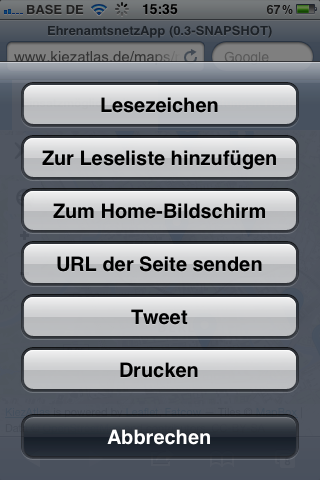 BASE DE 15:35 67%
EhrenamtsnetzApp (0.3-SNAPSHOT)
www.kiezatlas.de/maps/ Google
Lesezeichen
Zur Leseliste hinzufügen
Zum Home-Bildschirm
URL der Seite senden
Tweet
Drucken
Abbrechen